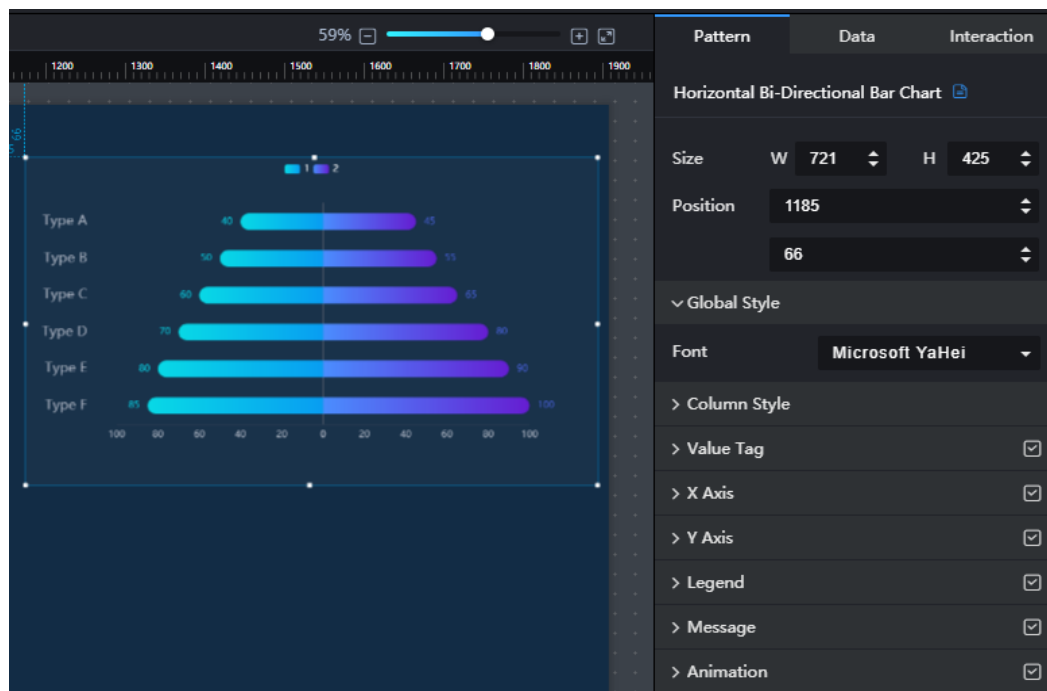 59%
Pattern Data Interaction
1200 1300 1400 1500 1600 1700 1800 1900
Horizontal Bi-Directional Bar Chart
66
1 2
Size W 721 H 425
Position 1185
66
Type A 40 45
Type B 50 55
Type C 60 65
Type D 70 80
Type E 80 90
Type F 85 100
100 80 60 40 20 0 20 40 60 80 100
Global Style
Font Microsoft YaHei
Column Style
Value Tag
X Axis
Y Axis
Legend
Message
Animation